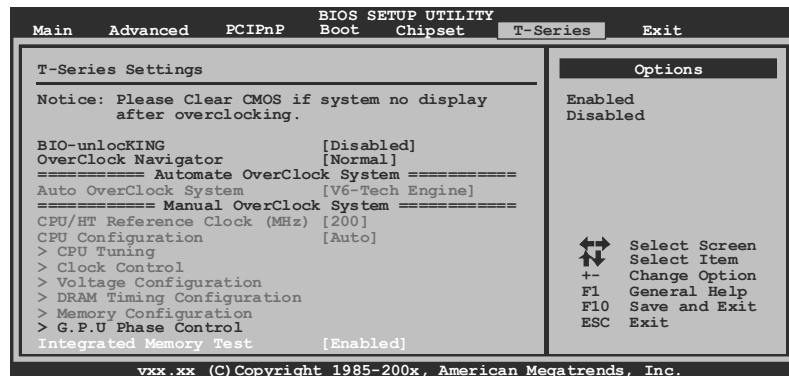 BIOS SETUP UTILITY
Main Advanced PCIPnP Boot Chipset T-Series Exit
T-Series Settings
Notice: Please Clear CMOS if system no display
after overclocking.
BIO-unlocKING [Disabled]
OverClock Navigator [Normal]
=========== Automate OverClock System ===========
Auto OverClock System [V6-Tech Engine]
============ Manual OverClock System ============
CPU/HT Reference Clock (MHz) [200]
CPU Configuration [Auto]
> CPU Tuning
> Clock Control
> Voltage Configuration
> DRAM Timing Configuration
> Memory Configuration
> G.P.U Phase Control
Integrated Memory Test [Enabled]
Options
Enabled
Disabled
Select Screen
Select Item
+- Change Option
F1 General Help
F10 Save and Exit
ESC Exit
vxx.xx (C)Copyright 1985-200x, American Megatrends, Inc.